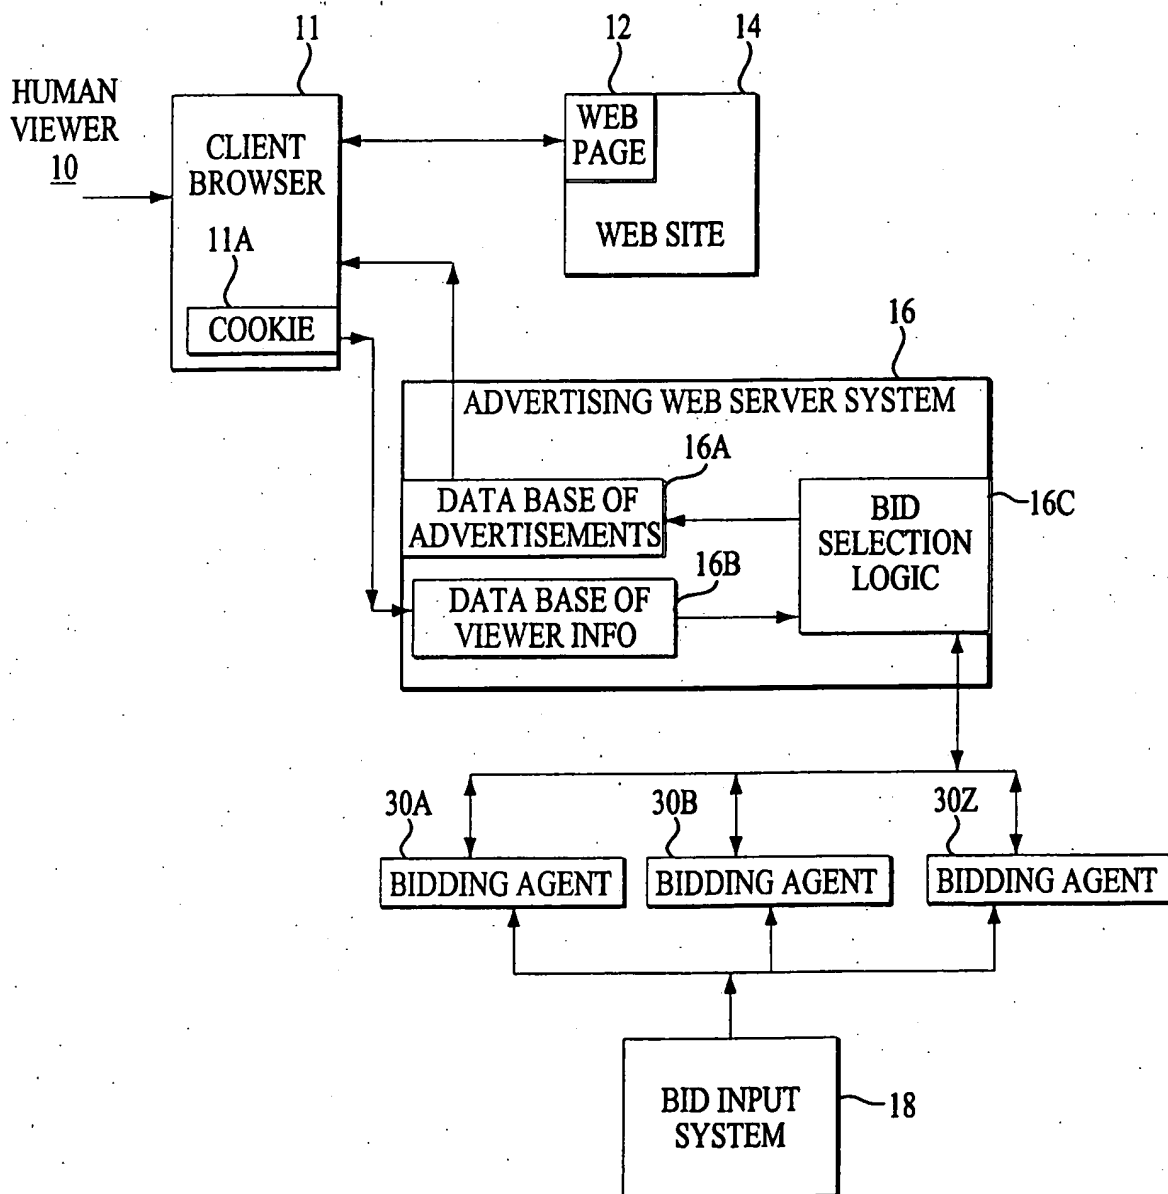 11
12
14
HUMAN
VIEWER
10
CLIENT
BROWSER
WEB
PAGE
WEB SITE
11A
COOKIE
16
ADVERTISING WEB SERVER SYSTEM
16A
DATA BASE OF
ADVERTISEMENTS
BID
SELECTION
LOGIC
16C
16B
DATA BASE OF
VIEWER INFO
30A
30B
30Z
BIDDING AGENT
BIDDING AGENT
BIDDING AGENT
BID INPUT
SYSTEM
18